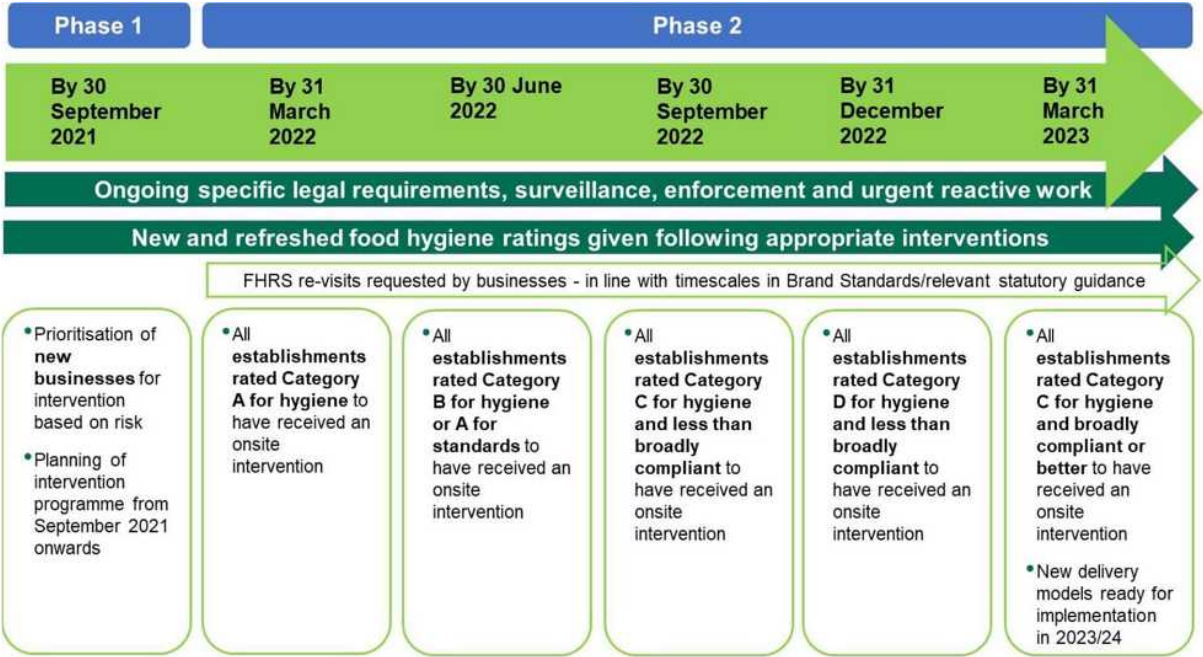 Phase 1
Phase 2
By 30
September
2021
By 31
March
2022
By 30 June
2022
By 30
September
2022
By 31
December
2022
By 31
March
2023
Ongoing specific legal requirements, surveillance, enforcement and urgent reactive work
New and refreshed food hygiene ratings given following appropriate interventions
FHRS re-visits requested by businesses - in line with timescales in Brand Standards/relevant statutory guidance
•Prioritisation of
new
businesses for
intervention
based on risk
•Planning of
intervention
programme from
September 2021
onwards
•All
establishments
rated Category
A for hygiene to
have received an
onsite
intervention
•All
establishments
rated Category
B for hygiene
or A for
standards to
have received an
onsite
intervention
•All
establishments
rated Category
C for hygiene
and less than
broadly
compliant to
have received an
onsite
intervention
•All
establishments
rated Category
D for hygiene
and less than
broadly
compliant to
have received an
onsite
intervention
•All
establishments
rated Category
C for hygiene
and broadly
compliant or
better to have
received an
onsite
intervention
•New delivery
models ready for
implementation
in 2023/24